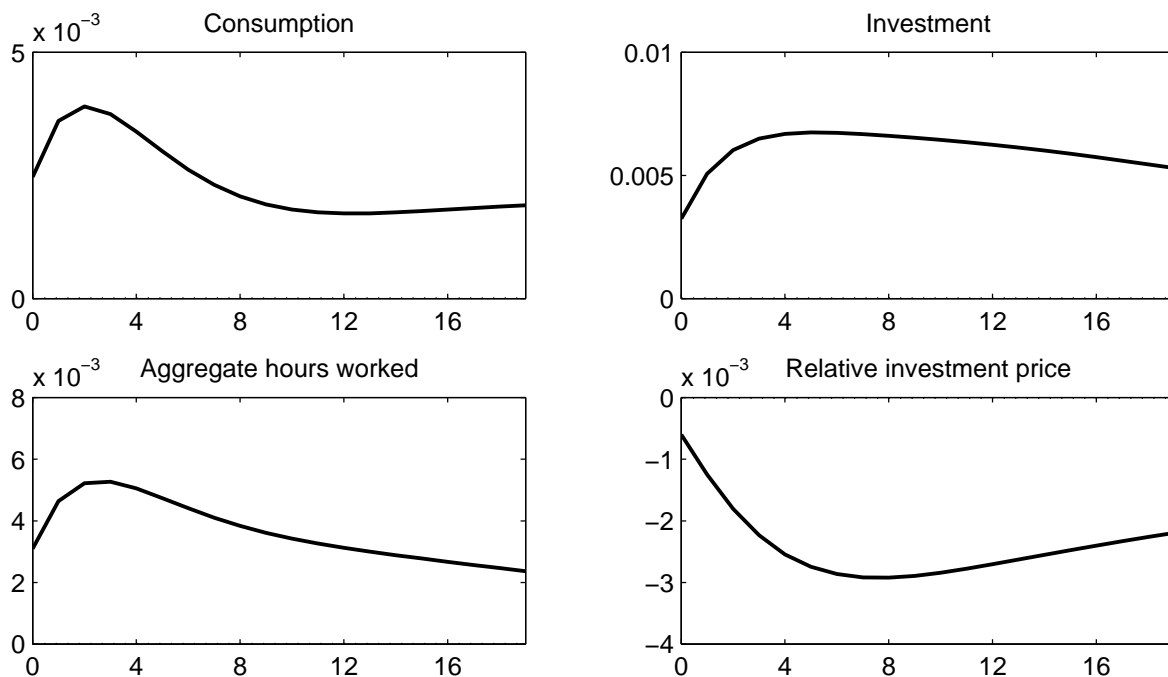 Consumption
x 10⁻³
5
0
0 4 8 12 16
Investment
0.01
0.005
0
0 4 8 12 16
Aggregate hours worked
x 10⁻³
8
6
4
2
0
0 4 8 12 16
Relative investment price
x 10⁻³
0
−1
−2
−3
−4
0 4 8 12 16